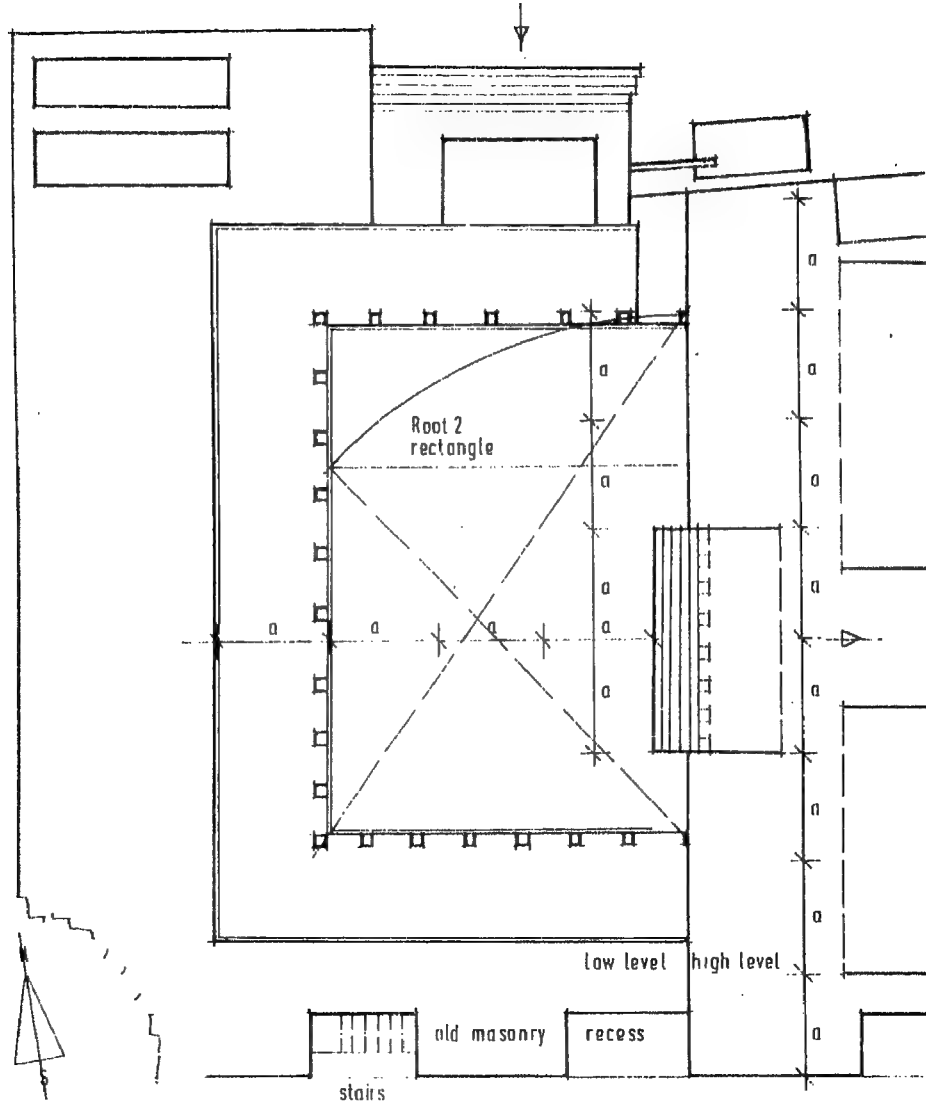 a
a a
Root 2
rectangle
a a
a a
a a a a
a a
a
a
low level high level
old masonry recess a
S
stairs